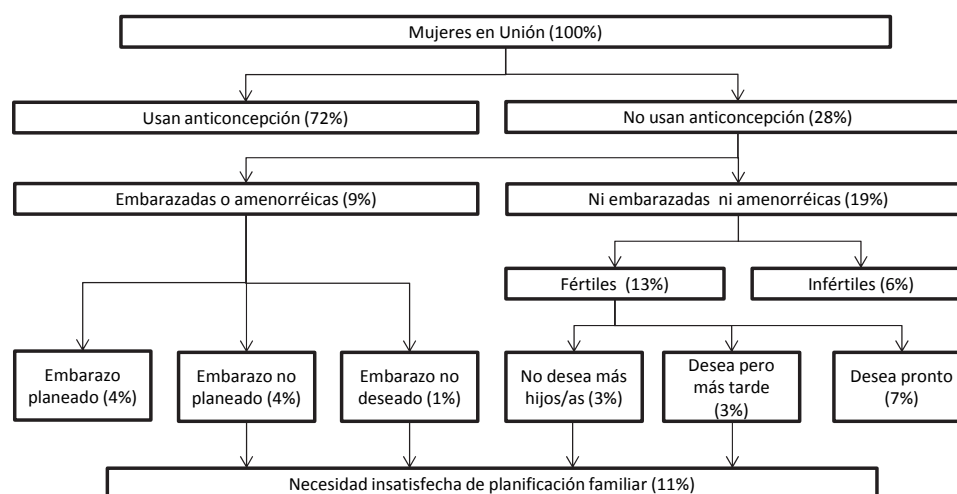 Mujeres en Unión (100%)
Usan anticoncepción (72%)
No usan anticoncepción (28%)
Embarazadas o amenorréicas (9%)
Ni embarazadas ni amenorréicas (19%)
Fértiles (13%)
Infértiles (6%)
Embarazo
planeado (4%)
Embarazo no
planeado (4%)
Embarazo no
deseado (1%)
No desea más
hijos/as (3%)
Desea pero
más tarde
(3%)
Desea pronto
(7%)
Necesidad insatisfecha de planificación familiar (11%)